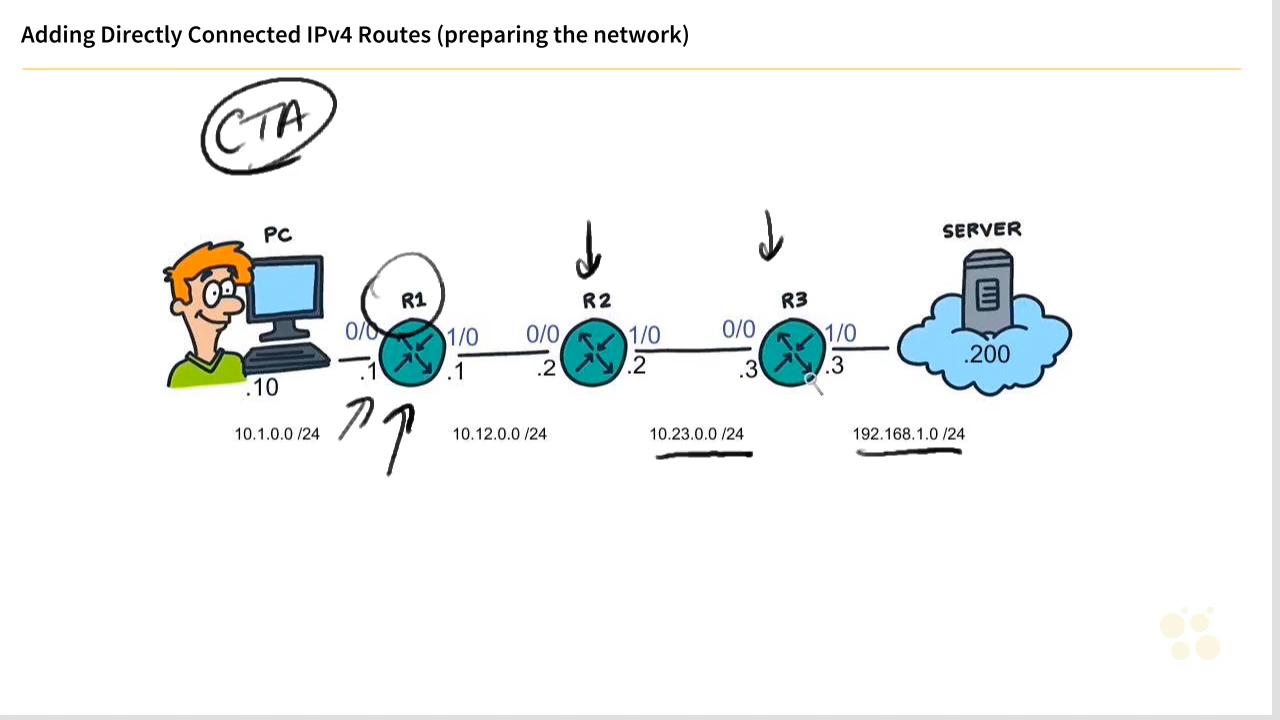 Adding Directly Connected IPv4 Routes (preparing the network)
CTA
PC
SERVER
R1
R2
R3
0/0
1/0
0/0
1/0
0/0
1/0
.200
.10
.1
.1
.2
.2
.3
.3
10.1.0.0 /24
10.12.0.0 /24
10.23.0.0 /24
192.168.1.0 /24